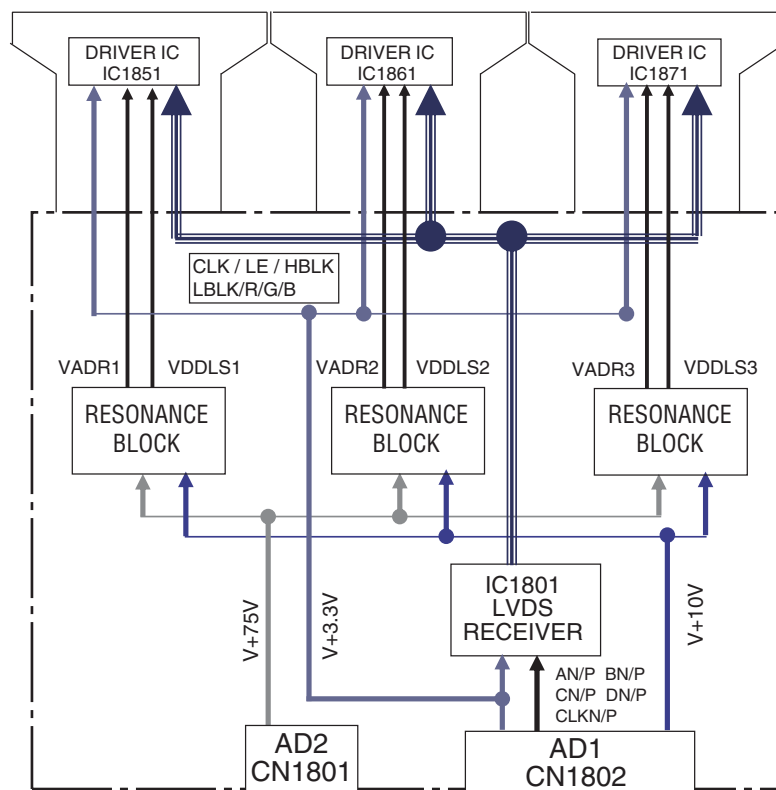 DRIVER IC
IC1851
DRIVER IC
IC1861
DRIVER IC
IC1871
CLK / LE / HBLK
LBLK/R/G/B
VADR1
VDDLS1
VADR2
VDDLS2
VADR3
VDDLS3
RESONANCE
BLOCK
RESONANCE
BLOCK
RESONANCE
BLOCK
V+75V
V+3.3V
IC1801
LVDS
RECEIVER
V+10V
AN/P BN/P
CN/P DN/P
CLKN/P
AD2
CN1801
AD1
CN1802